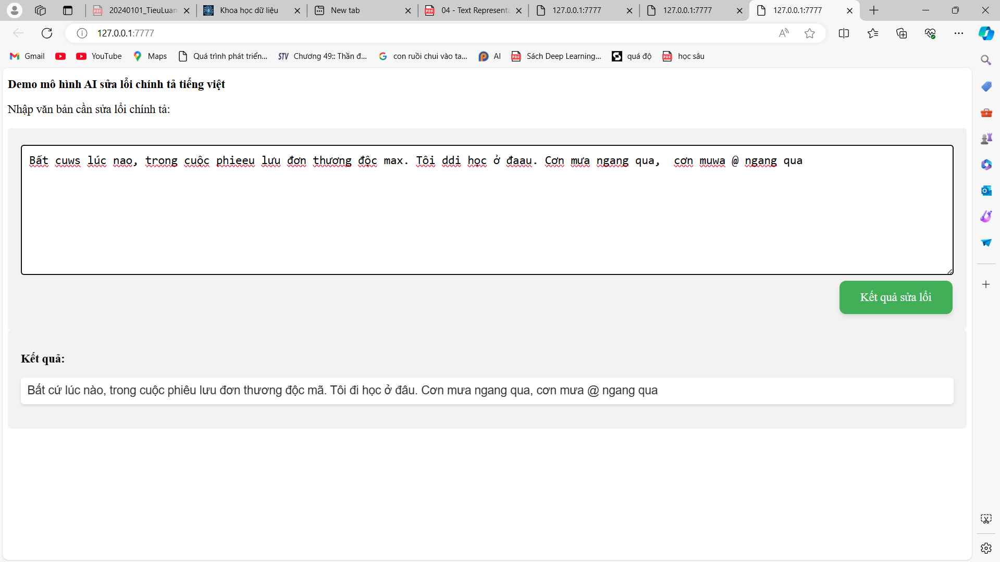 20240101_TieuLuan
Khoa học dữ liệu
New tab
04 - Text Represent
127.0.0.1:7777
127.0.0.1:7777
127.0.0.1:7777
127.0.0.1:7777
Gmail
YouTube
Maps
Quá trình phát triển...
STV Chương 49:: Thần đ...
con ruồi chui vào ta...
AI
Sách Deep Learning...
quá độ
học sâu
Demo mô hình AI sửa lổi chính tả tiếng việt
Nhập văn bản cần sửa lổi chính tả:
Bất cuws lúc nao, trong cuộc phieeu lưu đơn thương độc max. Tôi ddi học ở đaau. Cơn mưa ngang qua,  cơn muwa @ ngang qua
Kết quả sửa lổi
Kết quả:
Bất cứ lúc nào, trong cuộc phiêu lưu đơn thương độc mã. Tôi đi học ở đâu. Cơn mưa ngang qua, cơn mưa @ ngang qua